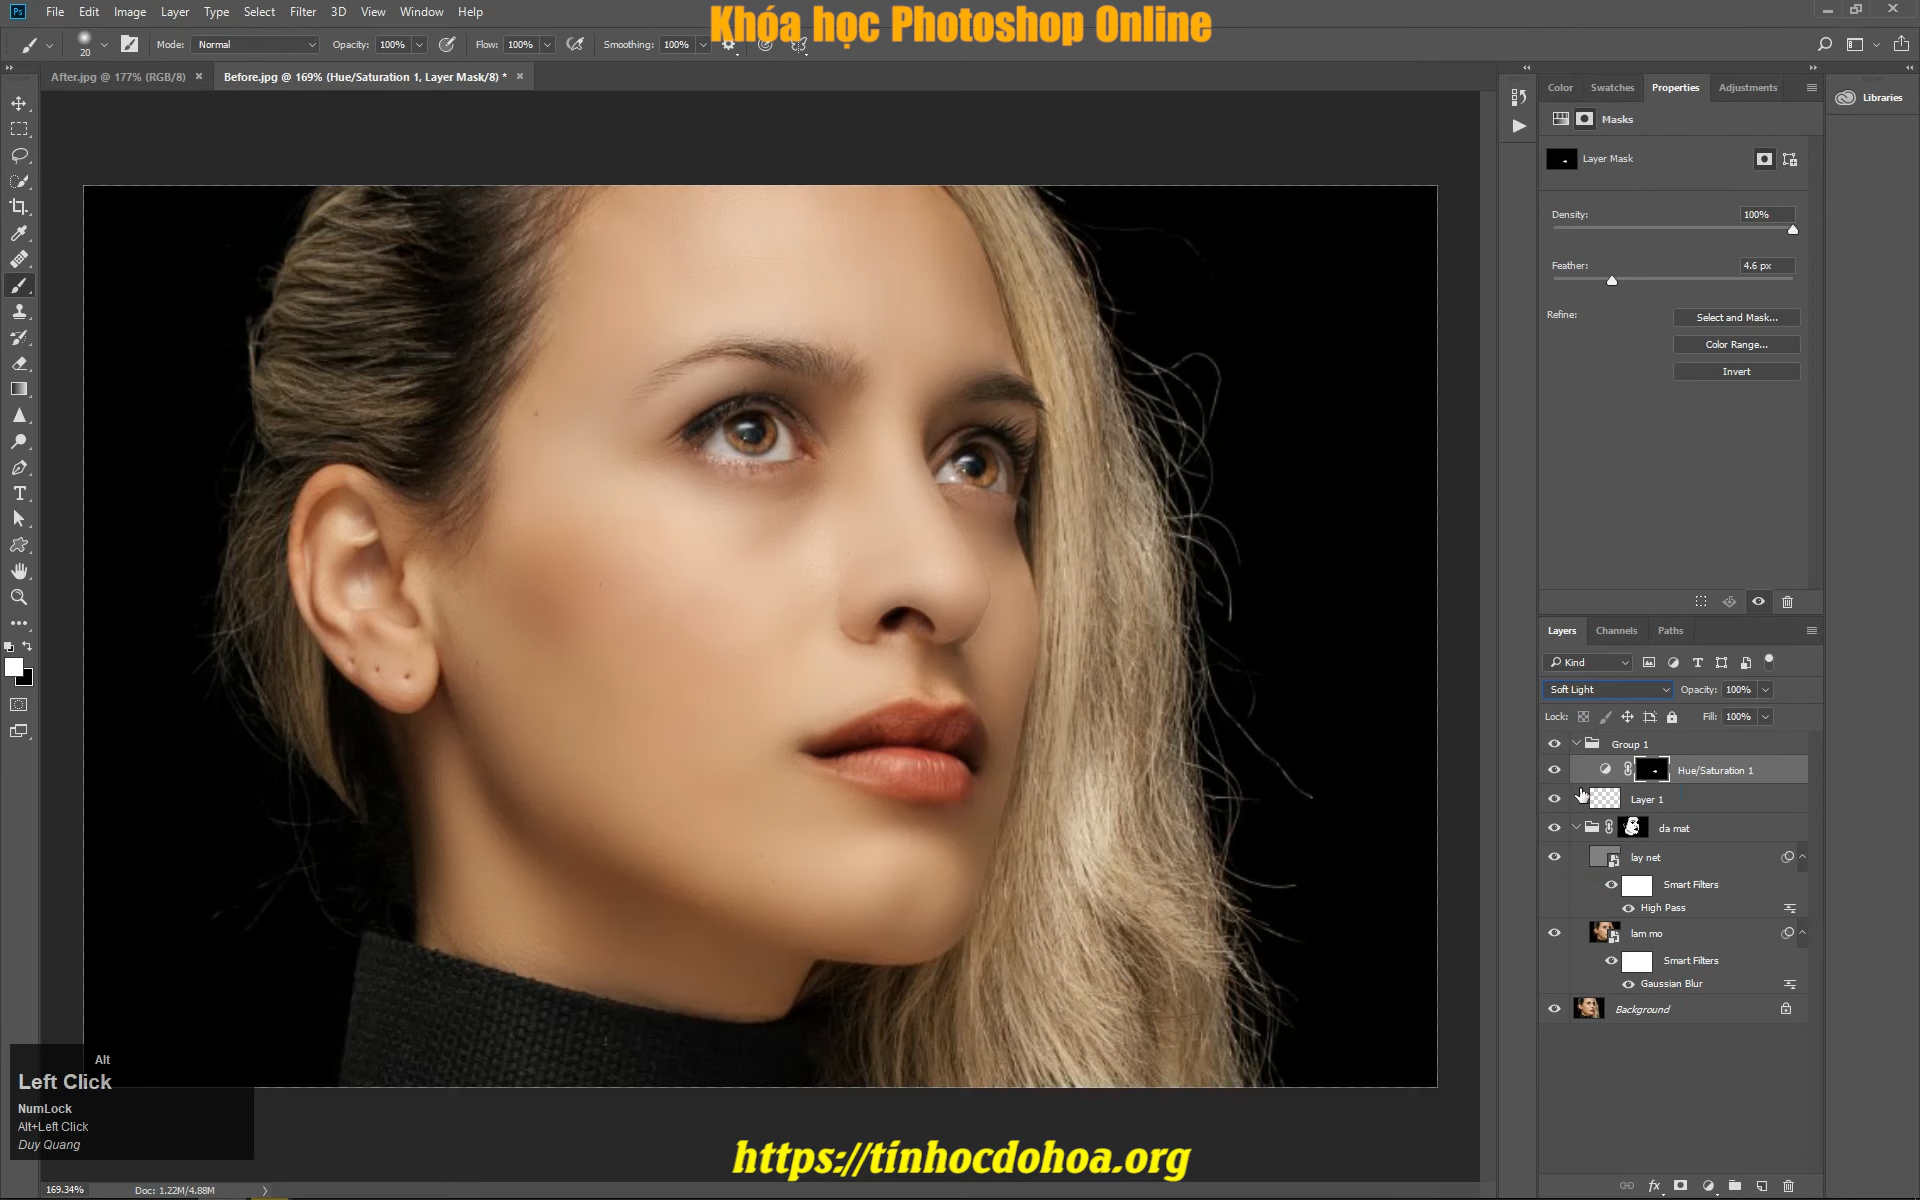 Ps File Edit Image Layer Type Select Filter 3D View Window Help
Khóa học Photoshop Online
20 Mode: Normal Opacity: 100% Flow: 100% Smoothing: 100%
After.jpg @ 177% (RGB/8) × Before.jpg @ 169% (Hue/Saturation 1, Layer Mask/8) * ×
Color Swatches Properties Adjustments
Libraries
Masks
Layer Mask
Density: 100%
Feather: 4.6 px
Refine:
Select and Mask...
Color Range...
Invert
Layers Channels Paths
Kind
Soft Light Opacity: 100%
Lock: Fill: 100%
Group 1
Hue/Saturation 1
Layer 1
da mat
lay net
Smart Filters
High Pass
lam mo
Smart Filters
Gaussian Blur
Background
Alt
Left Click
NumLock
Alt+Left Click
Duy Quang
https://tinhocdohoa.org
169.34% Doc: 1.22M/4.88M
fx